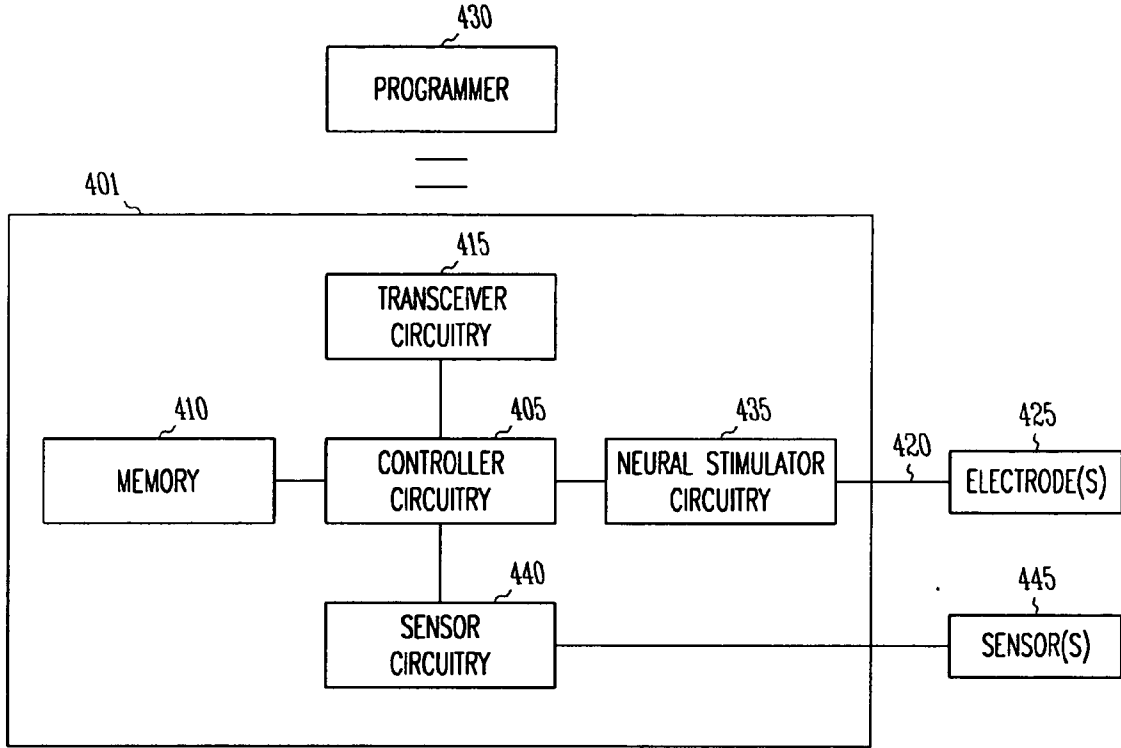 430
PROGRAMMER
401
415
TRANSCEIVER
CIRCUITRY
410
MEMORY
405
CONTROLLER
CIRCUITRY
435
NEURAL STIMULATOR
CIRCUITRY
420
425
ELECTRODE(S)
440
SENSOR
CIRCUITRY
445
SENSOR(S)